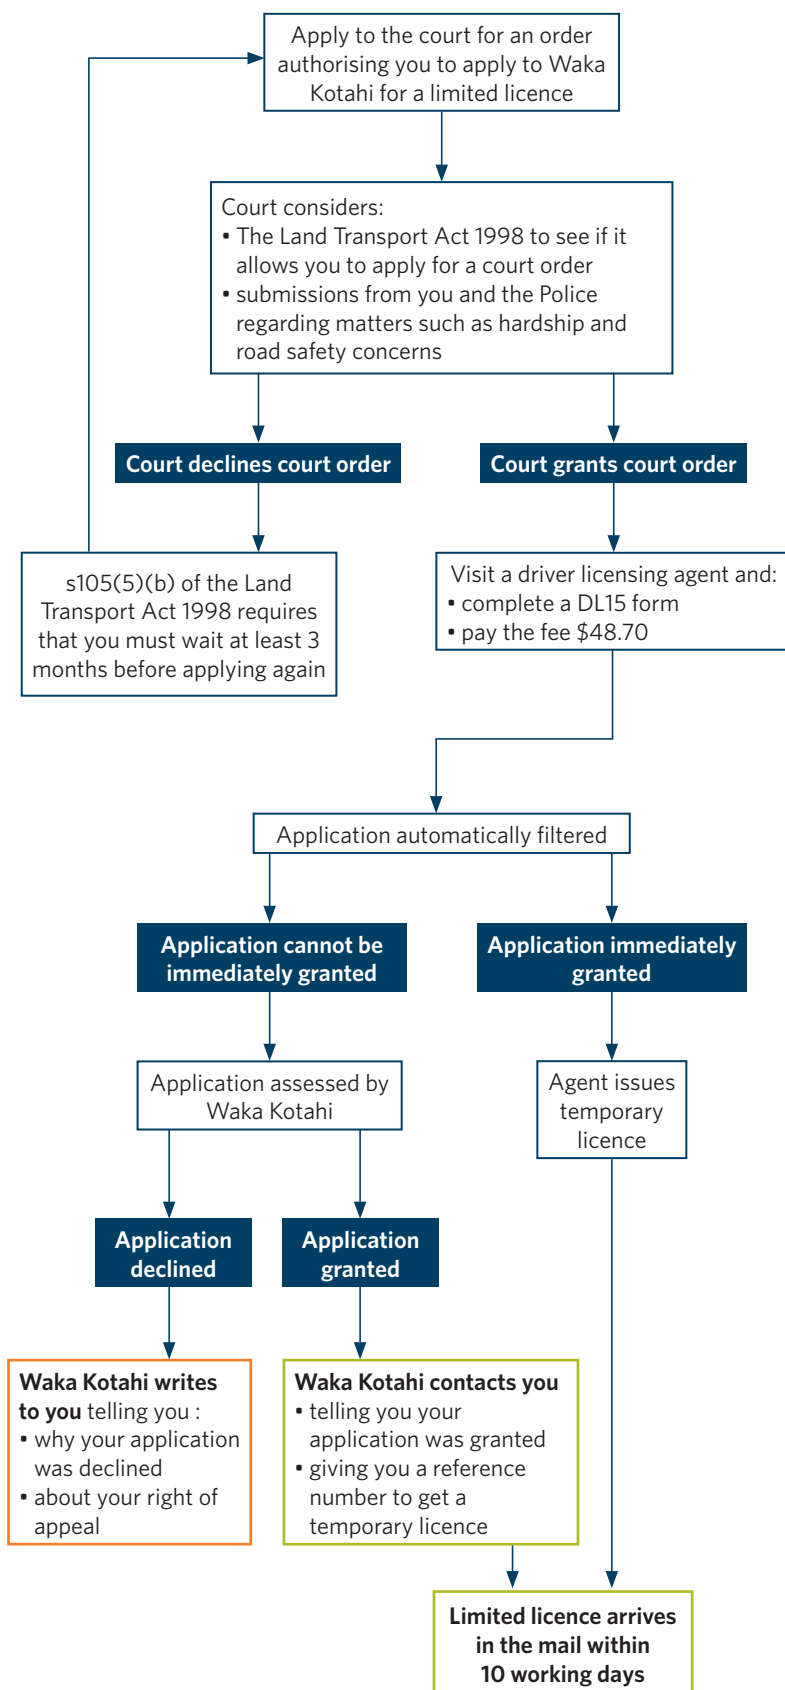 Apply to the court for an order
authorising you to apply to Waka
Kotahi for a limited licence
Court considers:
• The Land Transport Act 1998 to see if it
allows you to apply for a court order
• submissions from you and the Police
regarding matters such as hardship and
road safety concerns
Court declines court order
Court grants court order
s105(5)(b) of the Land
Transport Act 1998 requires
that you must wait at least 3
months before applying again
Visit a driver licensing agent and:
• complete a DL15 form
• pay the fee $48.70
Application automatically filtered
Application cannot be
immediately granted
Application immediately
granted
Application assessed by
Waka Kotahi
Agent issues
temporary
licence
Application
declined
Application
granted
Waka Kotahi writes
to you telling you :
• why your application
was declined
• about your right of
appeal
Waka Kotahi contacts you
• telling you your
application was granted
• giving you a reference
number to get a
temporary licence
Limited licence arrives
in the mail within
10 working days